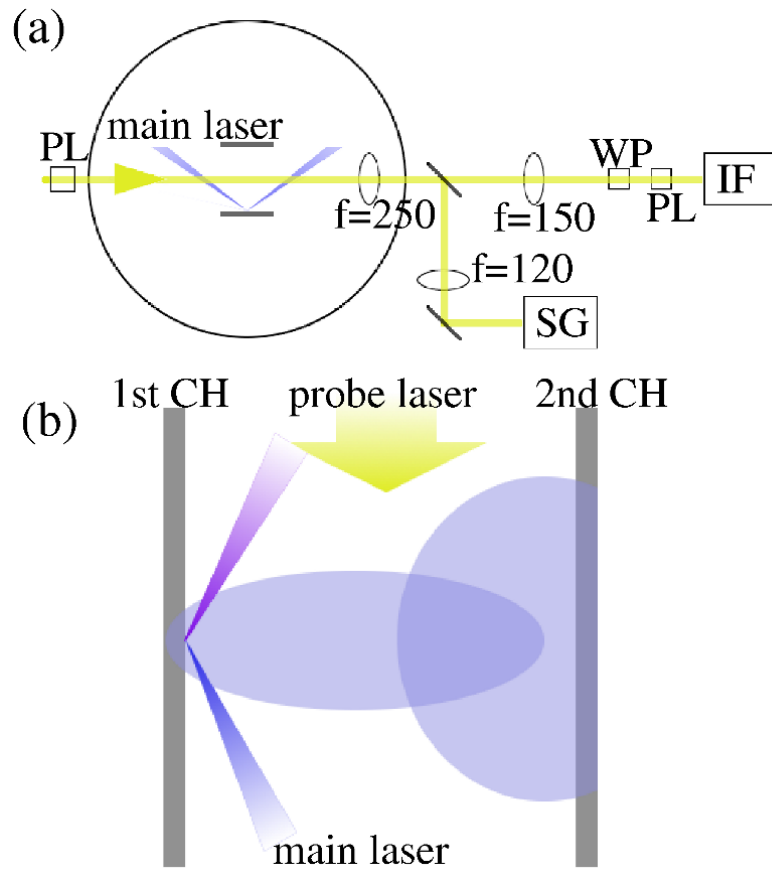 (a)
main laser
PL
WP
IF
PL
f=250
f=150
f=120
SG
1st CH
probe laser
2nd CH
(b)
main laser